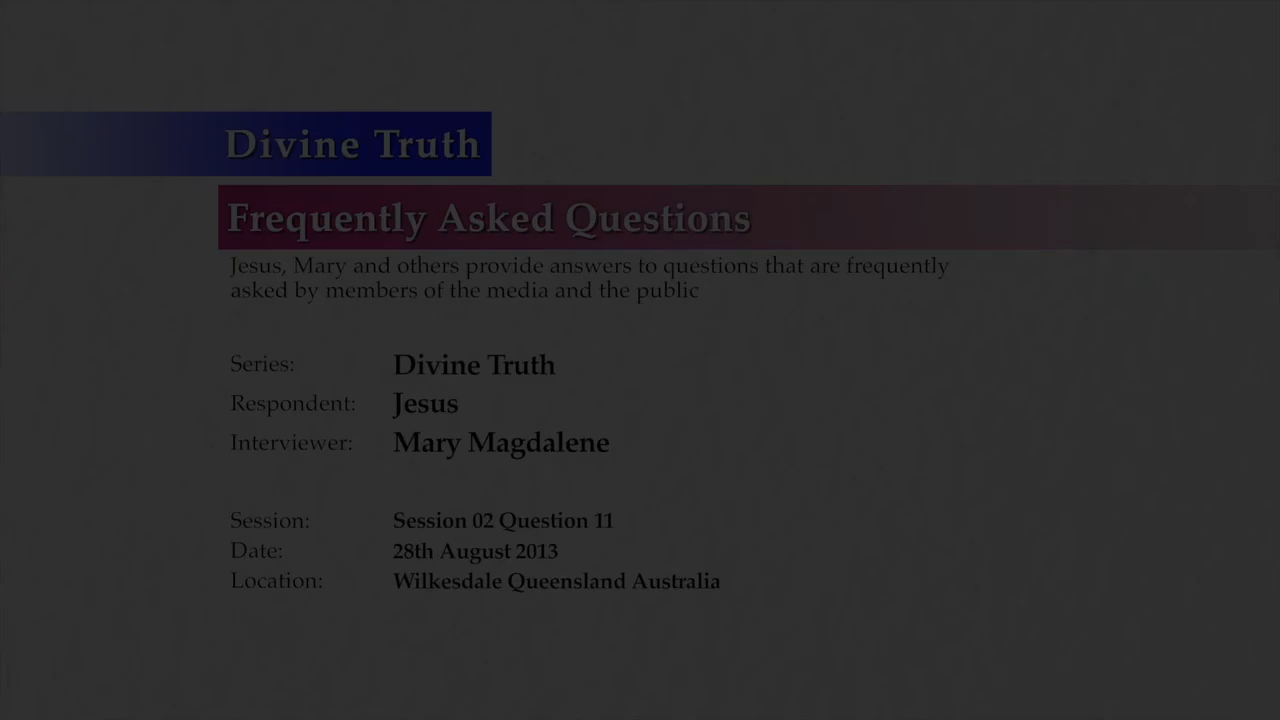 Divine Truth
Frequently Asked Questions
Jesus, Mary and others provide answers to questions that are frequently
asked by members of the media and the public
Series: Divine Truth
Respondent: Jesus
Interviewer: Mary Magdalene
Session: Session 02 Question 11
Date: 28th August 2013
Location: Wilkesdale Queensland Australia